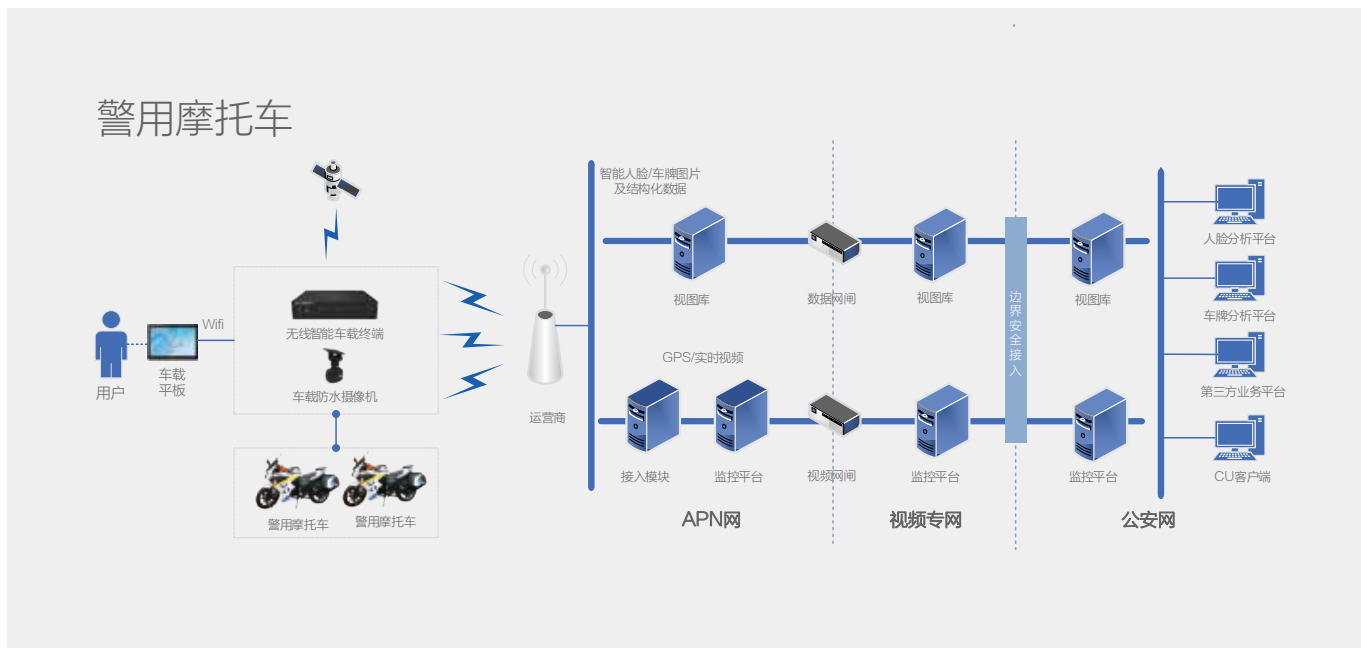 警用摩托车
智能人脸/车牌图片
及结构化数据
视图库
数据网闸
视图库
视图库
人脸分析平台
车牌分析平台
第三方业务平台
CU客户端
边界安全接入
Wifi
用户
车载
平板
无线智能车载终端
车载防水摄像机
警用摩托车
警用摩托车
运营商
GPS/实时视频
接入模块
监控平台
视频网闸
监控平台
监控平台
APN网
视频专网
公安网